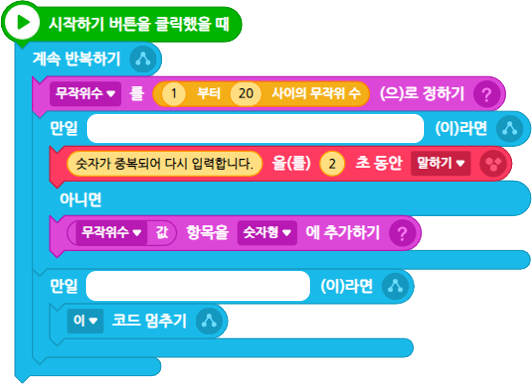 시작하기 버튼을 클릭했을 때
계속 반복하기
무작위수 를 1 부터 20 사이의 무작위 수 (으)로 정하기 ?
만일 (이)라면
숫자가 중복되어 다시 입력합니다. 을(를) 2 초 동안 말하기
아니면
무작위수 값 항목을 숫자형 에 추가하기 ?
만일 (이)라면
이 코드 멈추기